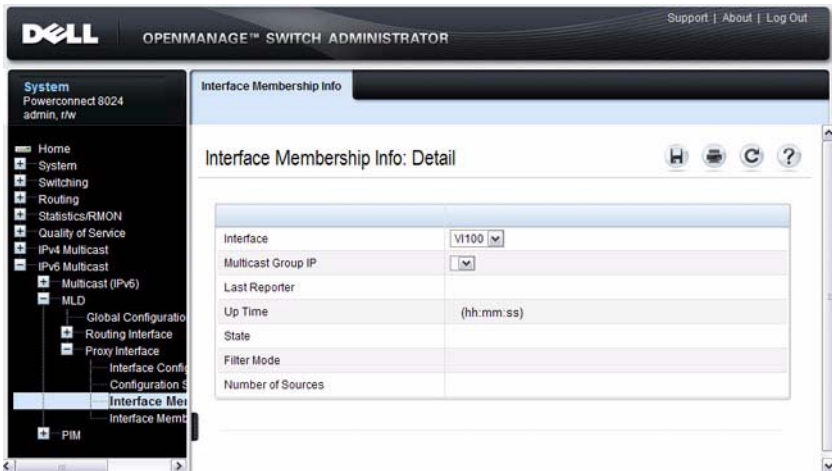 Support | About | Log Out
DELL
OPENMANAGE™ SWITCH ADMINISTRATOR
System
Powerconnect 8024
admin, r/w
Home
System
Switching
Routing
Statistics/RMON
Quality of Service
IPv4 Multicast
IPv6 Multicast
Multicast (IPv6)
MLD
Global Configuratio
Routing Interface
Proxy Interface
Interface Config
Configuration S
Interface Mem
Interface Memb
PIM
Interface Membership Info
Interface Membership Info: Detail
Interface VI100
Multicast Group IP
Last Reporter
Up Time (hh:mm:ss)
State
Filter Mode
Number of Sources